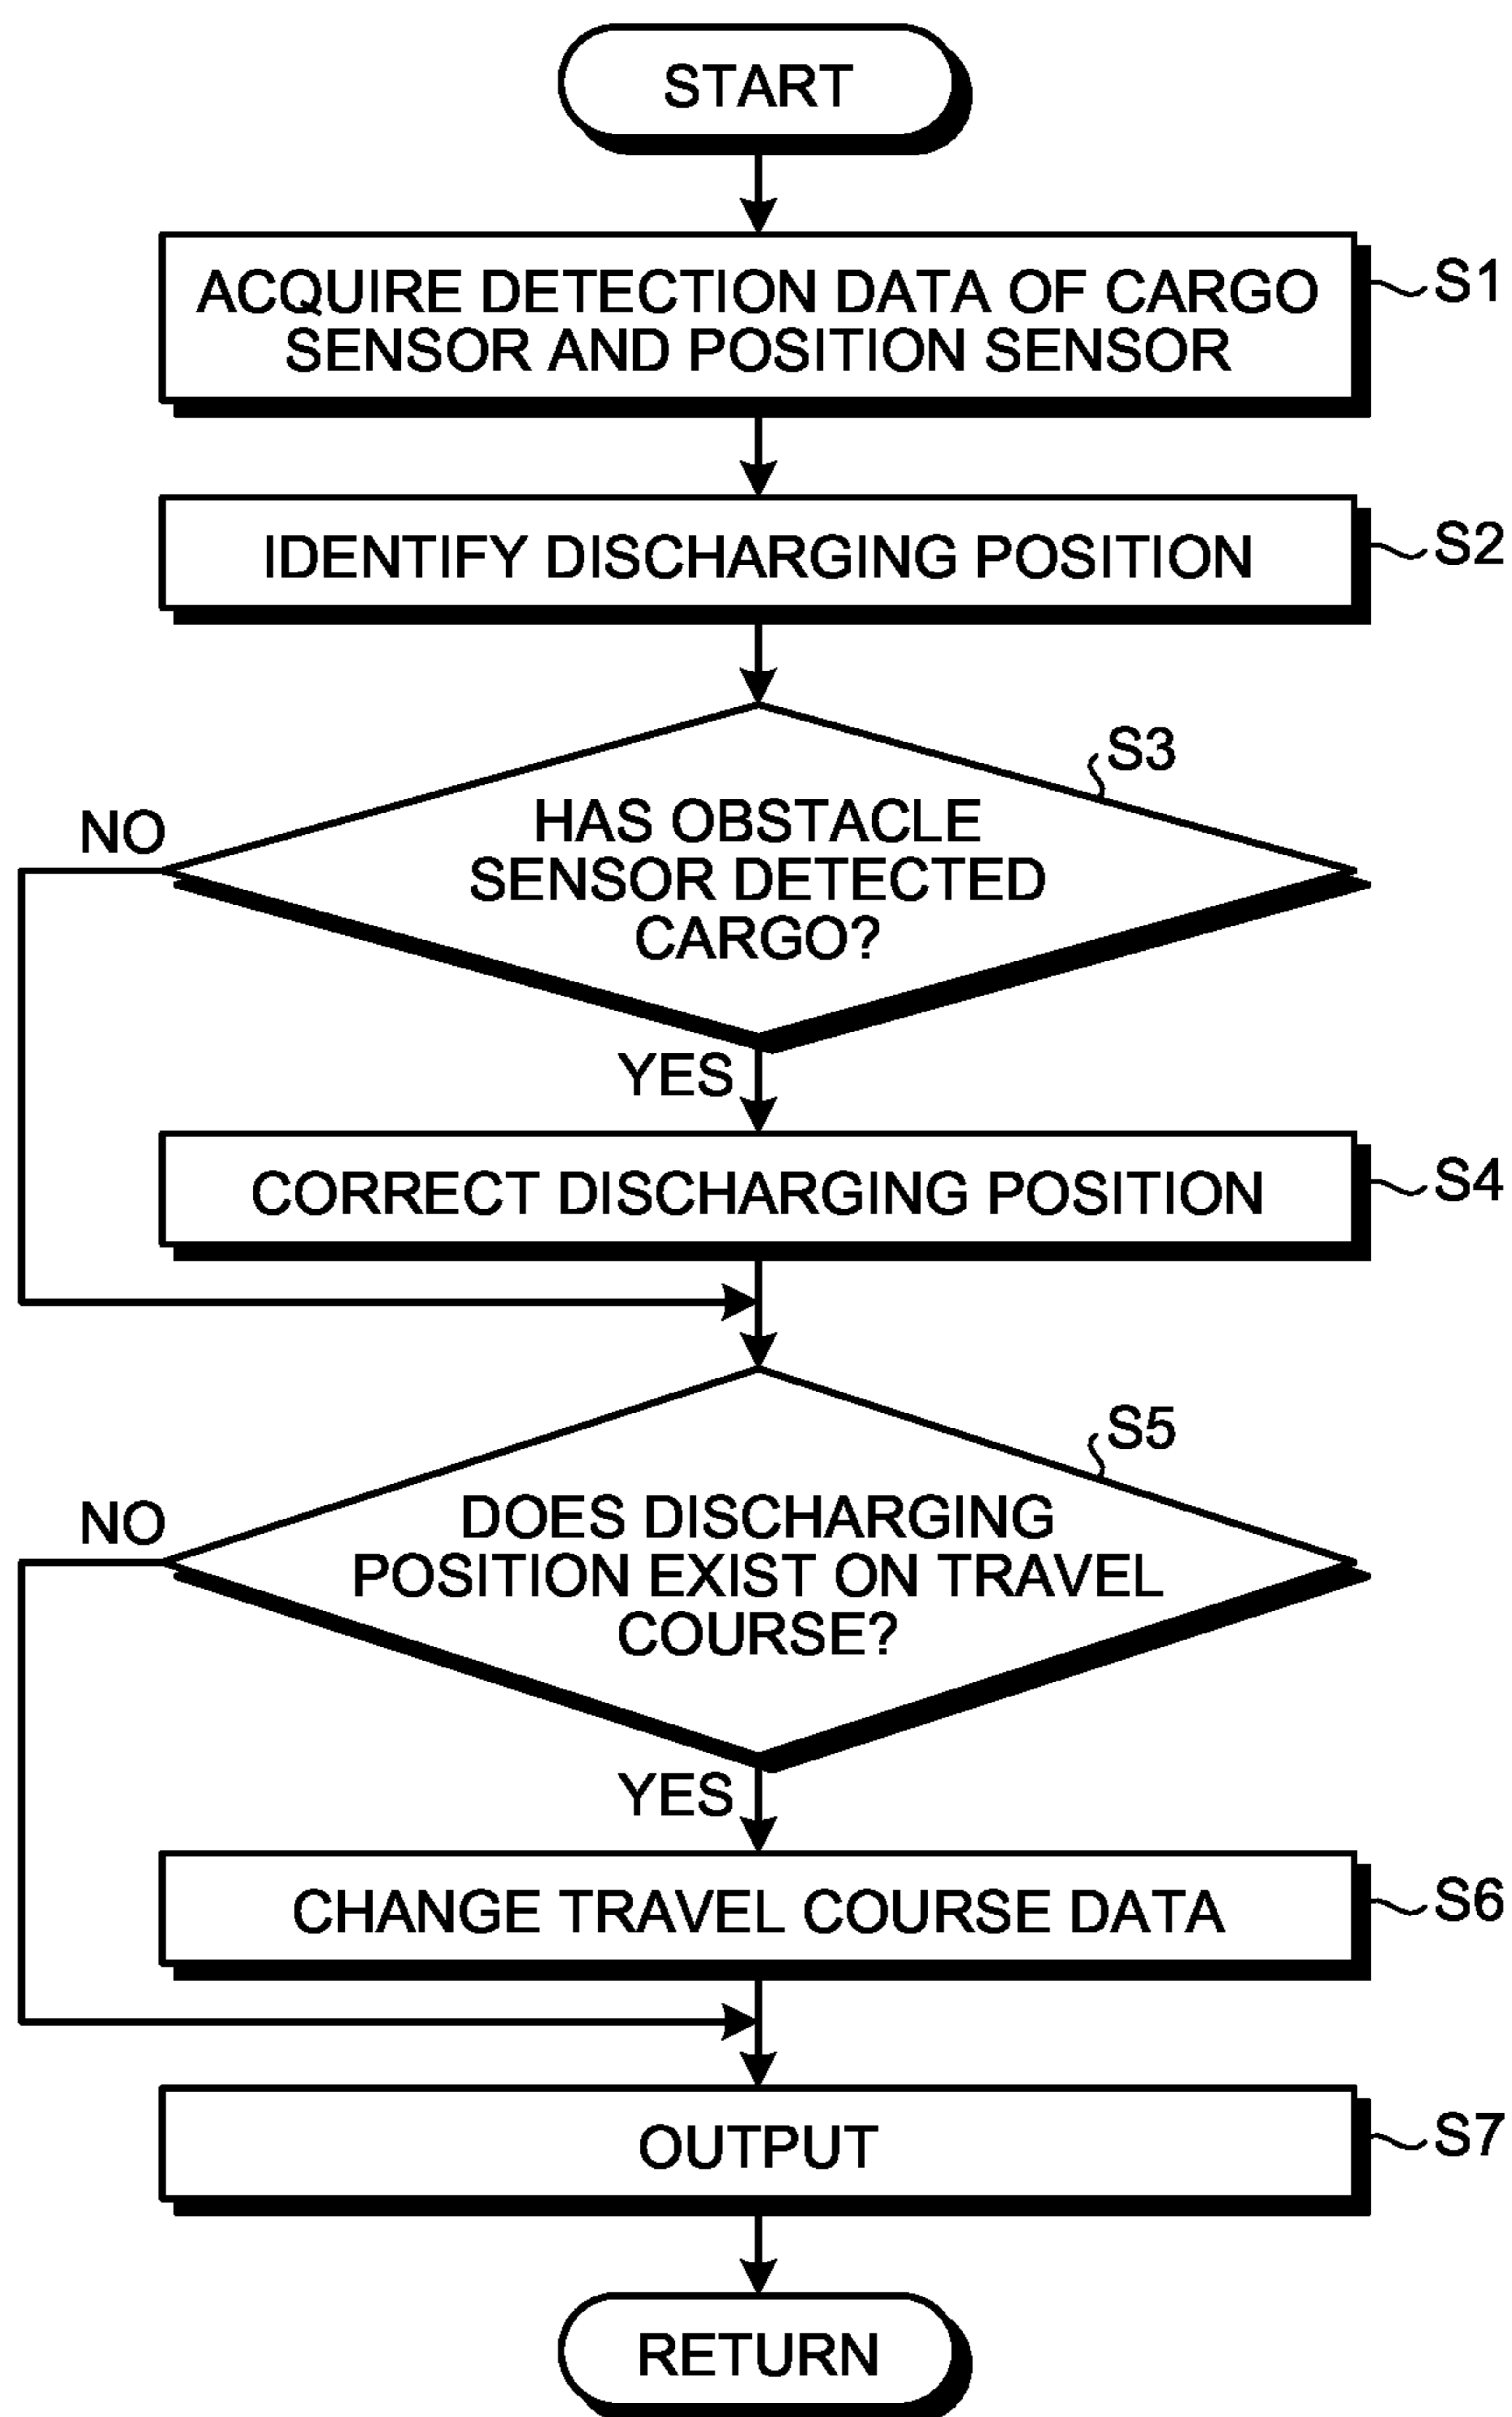 START
ACQUIRE DETECTION DATA OF CARGO
SENSOR AND POSITION SENSOR
S1
IDENTIFY DISCHARGING POSITION
S2
S3
HAS OBSTACLE
SENSOR DETECTED
CARGO?
NO
YES
CORRECT DISCHARGING POSITION
S4
S5
DOES DISCHARGING
POSITION EXIST ON TRAVEL
COURSE?
NO
YES
CHANGE TRAVEL COURSE DATA
S6
OUTPUT
S7
RETURN